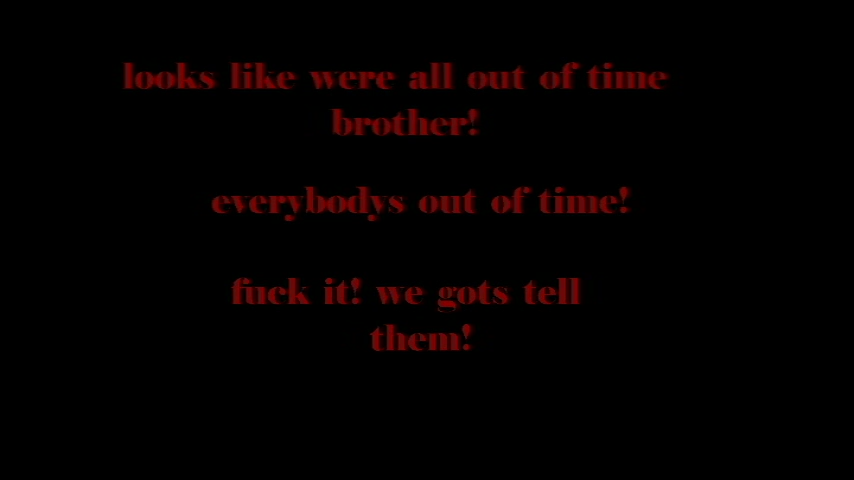 looks like were all out of time
brother!
everybodys out of time!
fuck it! we gots tell
them!